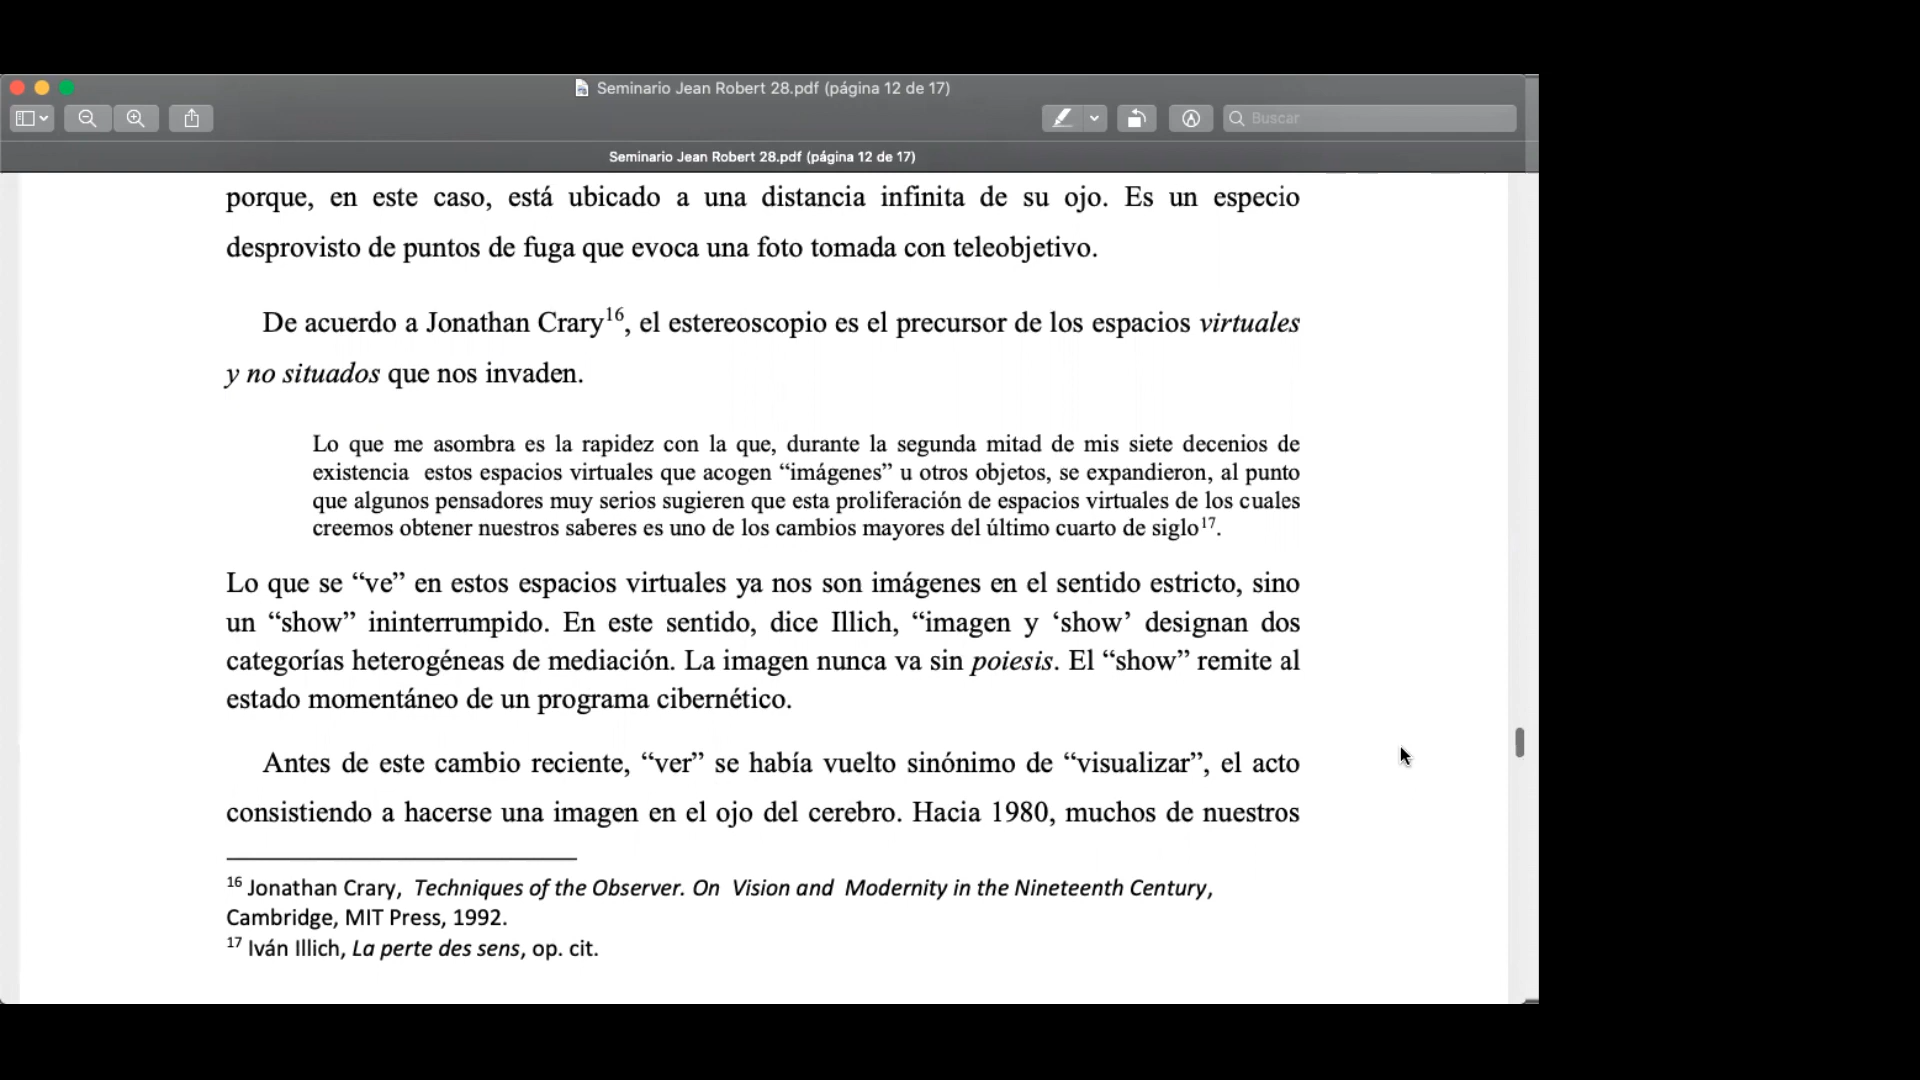 Seminario Jean Robert 28.pdf (página 12 de 17)
Buscar
Seminario Jean Robert 28.pdf (página 12 de 17)
porque, en este caso, está ubicado a una distancia infinita de su ojo. Es un especio
desprovisto de puntos de fuga que evoca una foto tomada con teleobjetivo.
De acuerdo a Jonathan Crary16, el estereoscopio es el precursor de los espacios virtuales
y no situados que nos invaden.
Lo que me asombra es la rapidez con la que, durante la segunda mitad de mis siete decenios de
existencia estos espacios virtuales que acogen “imágenes” u otros objetos, se expandieron, al punto
que algunos pensadores muy serios sugieren que esta proliferación de espacios virtuales de los cuales
creemos obtener nuestros saberes es uno de los cambios mayores del último cuarto de siglo17.
Lo que se “ve” en estos espacios virtuales ya nos son imágenes en el sentido estricto, sino
un “show” ininterrumpido. En este sentido, dice Illich, “imagen y ‘show’ designan dos
categorías heterogéneas de mediación. La imagen nunca va sin poiesis. El “show” remite al
estado momentáneo de un programa cibernético.
Antes de este cambio reciente, “ver” se había vuelto sinónimo de “visualizar”, el acto
consistiendo a hacerse una imagen en el ojo del cerebro. Hacia 1980, muchos de nuestros
16 Jonathan Crary, Techniques of the Observer. On Vision and Modernity in the Nineteenth Century,
Cambridge, MIT Press, 1992.
17 Iván Illich, La perte des sens, op. cit.